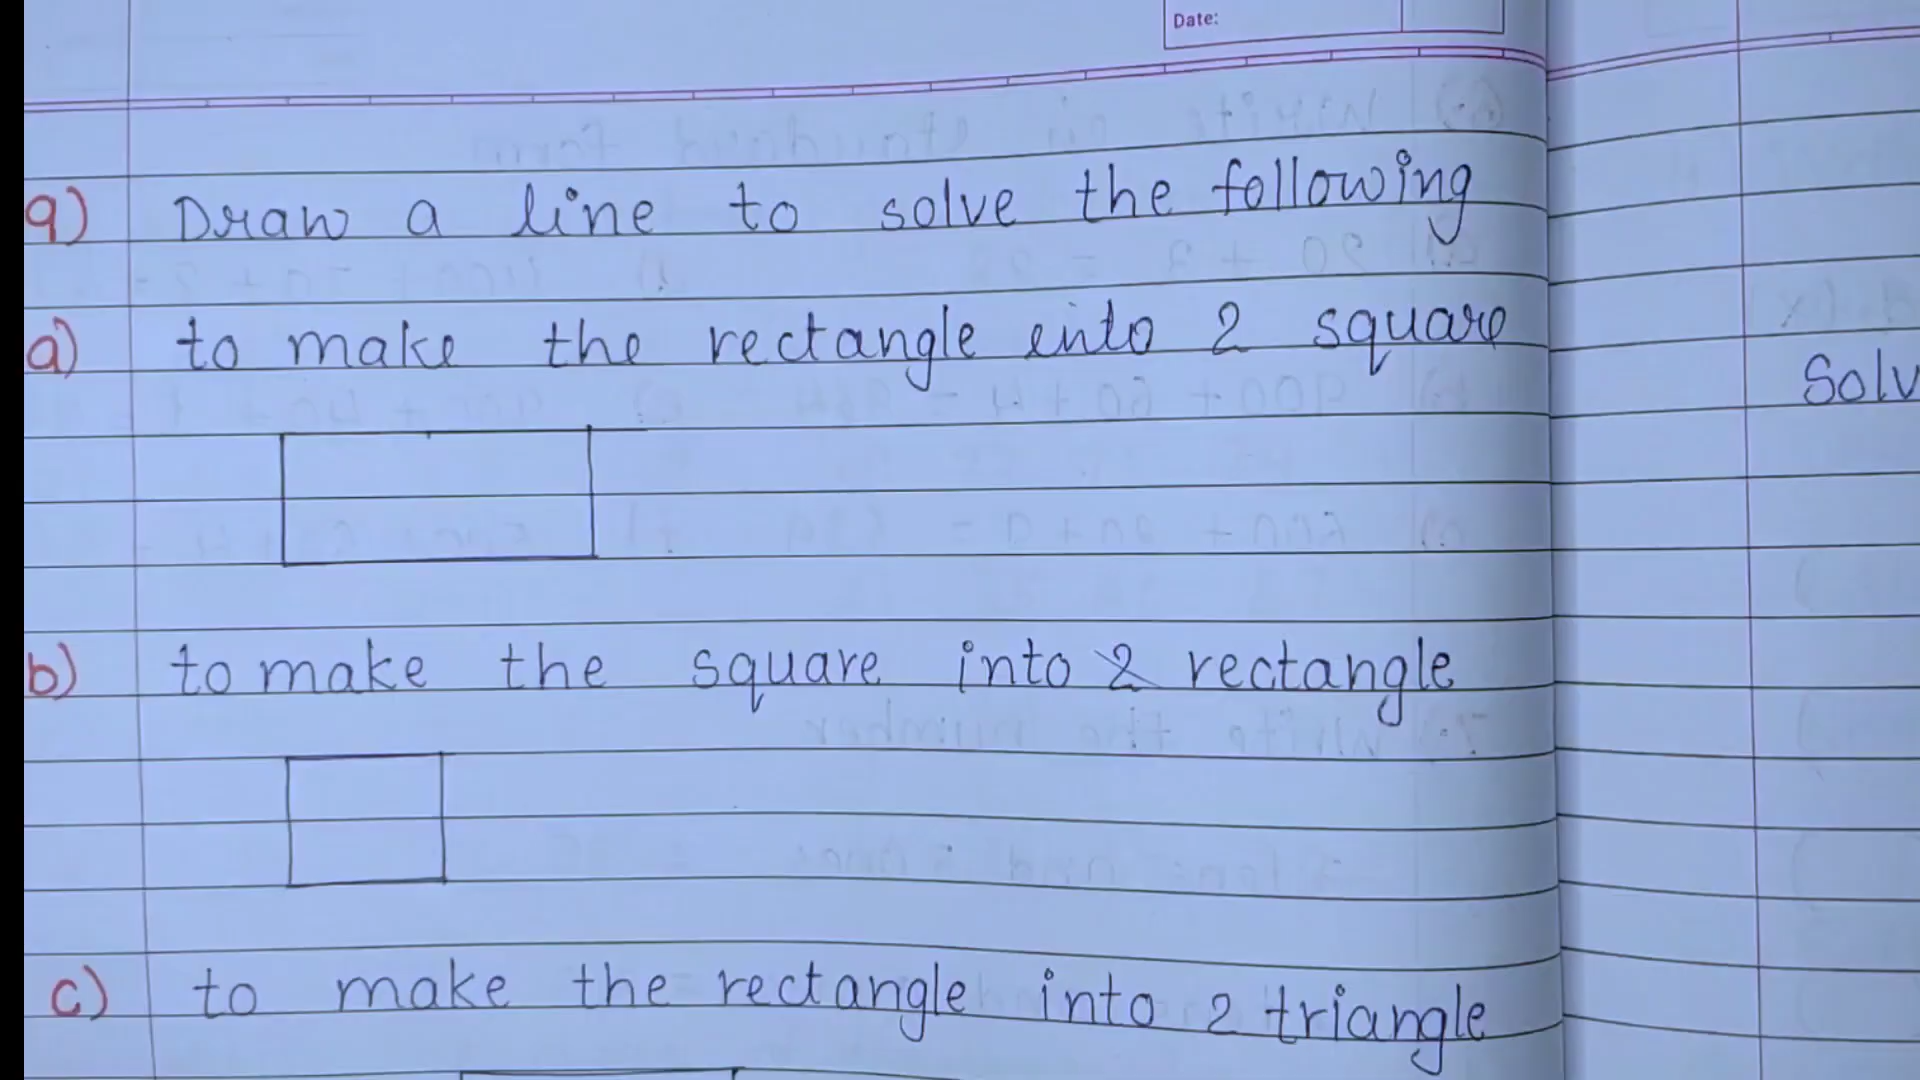 Date:
9) Draw a line to solve the following
a) to make the rectangle into 2 square
Solv
b) to make the square into 2 rectangle
c) to make the rectangle into 2 triangle